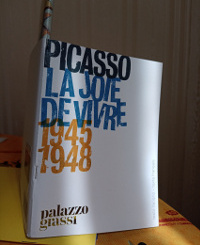 PICASSO
LA JOIE
DE VIVRE
1945
1948
palazzo
grassi